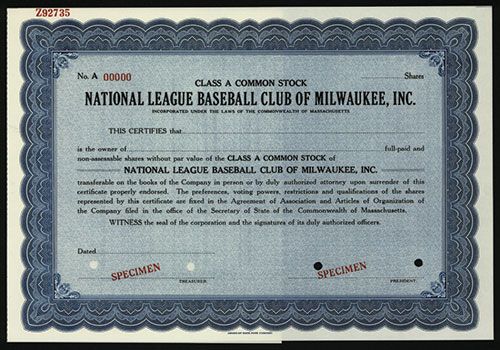 Z92735
No. A 00000 Shares
CLASS A COMMON STOCK
NATIONAL LEAGUE BASEBALL CLUB OF MILWAUKEE, INC.
INCORPORATED UNDER THE LAWS OF THE COMMONWEALTH OF MASSACHUSETTS
THIS CERTIFIES that
is the owner of full-paid and
non-assessable shares without par value of the CLASS A COMMON STOCK of
NATIONAL LEAGUE BASEBALL CLUB OF MILWAUKEE, INC.
transferable on the books of the Company in person or by duly authorized attorney upon surrender of this
certificate properly endorsed. The preferences, voting powers, restrictions and qualifications of the shares
represented by this certificate are fixed in the Agreement of Association and Articles of Organization of
the Company filed in the office of the Secretary of State of the Commonwealth of Massachusetts.
WITNESS the seal of the corporation and the signatures of its duly authorized officers.
Dated
SPECIMEN SPECIMEN
TREASURER. PRESIDENT.
AMERICAN BANK NOTE COMPANY.